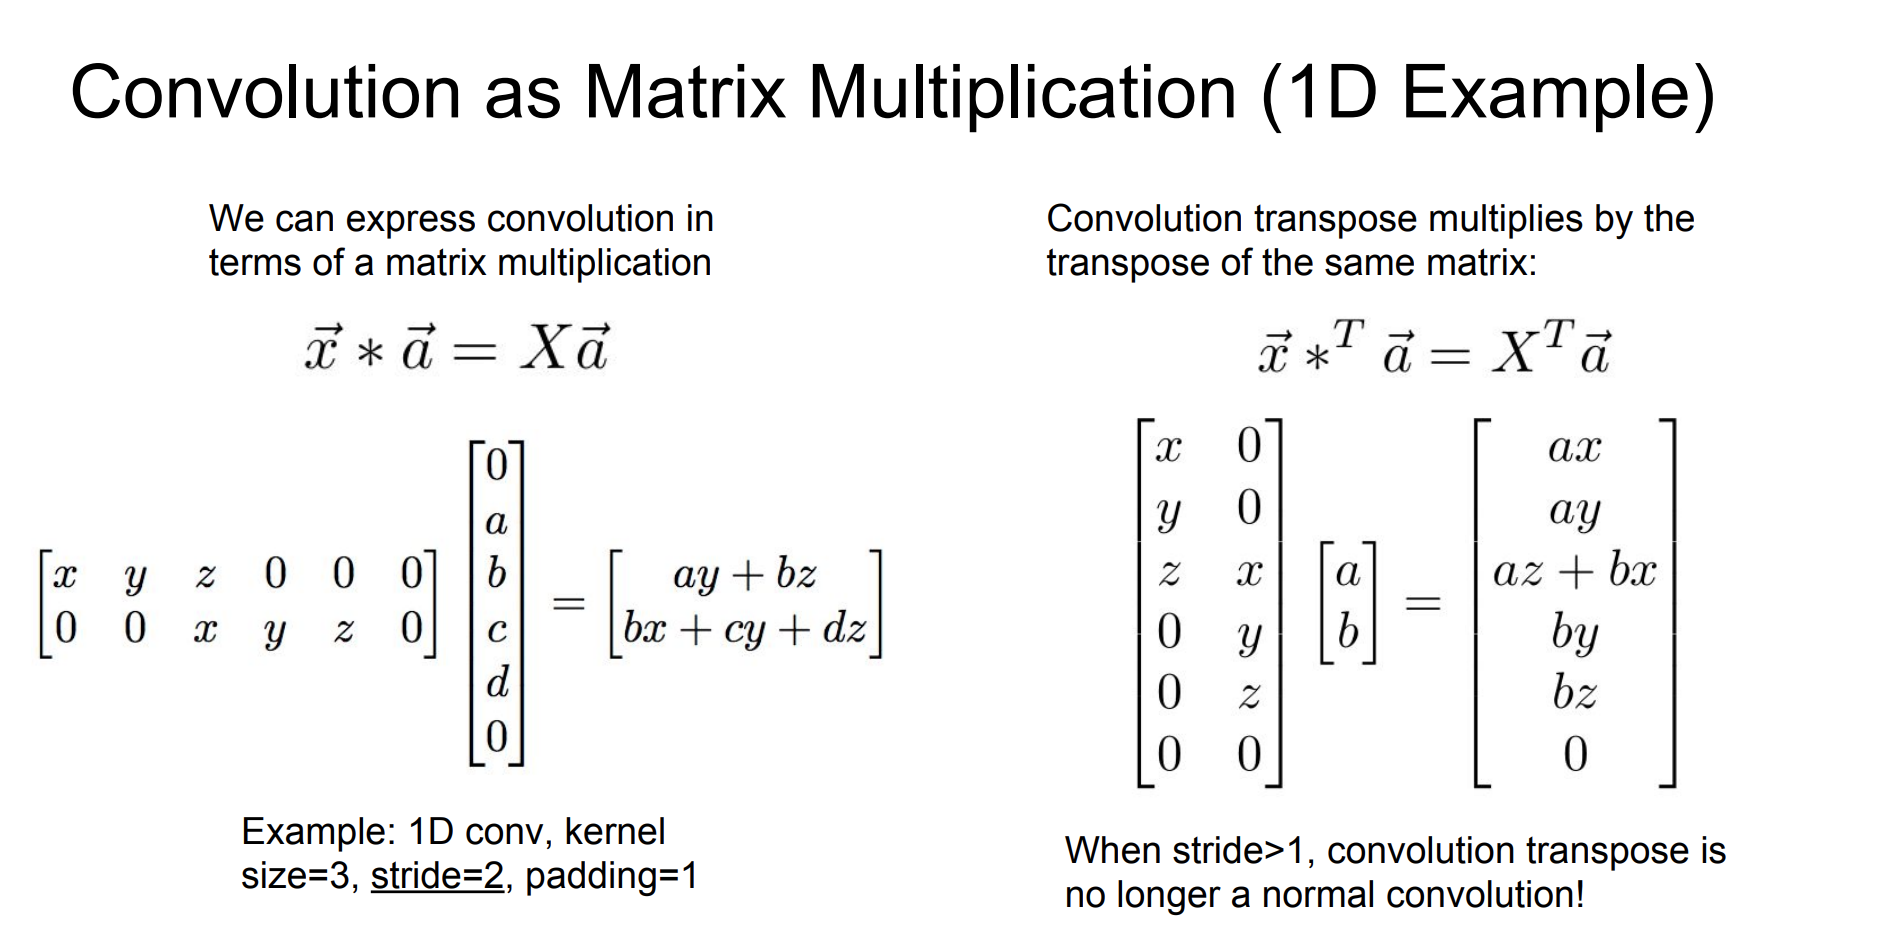 Convolution as Matrix Multiplication (1D Example)
We can express convolution in
terms of a matrix multiplication
$\vec{x} * \vec{a} = X\vec{a}$
$\begin{bmatrix} x & y & z & 0 & 0 & 0 \\ 0 & 0 & x & y & z & 0 \end{bmatrix} \begin{bmatrix} 0 \\ a \\ b \\ c \\ d \\ 0 \end{bmatrix} = \begin{bmatrix} ay + bz \\ bx + cy + dz \end{bmatrix}$
Example: 1D conv, kernel
size=3, stride=2, padding=1
Convolution transpose multiplies by the
transpose of the same matrix:
$\vec{x} *^T \vec{a} = X^T\vec{a}$
$\begin{bmatrix} x & 0 \\ y & 0 \\ z & x \\ 0 & y \\ 0 & z \\ 0 & 0 \end{bmatrix} \begin{bmatrix} a \\ b \end{bmatrix} = \begin{bmatrix} ax \\ ay \\ az + bx \\ by \\ bz \\ 0 \end{bmatrix}$
When stride>1, convolution transpose is
no longer a normal convolution!